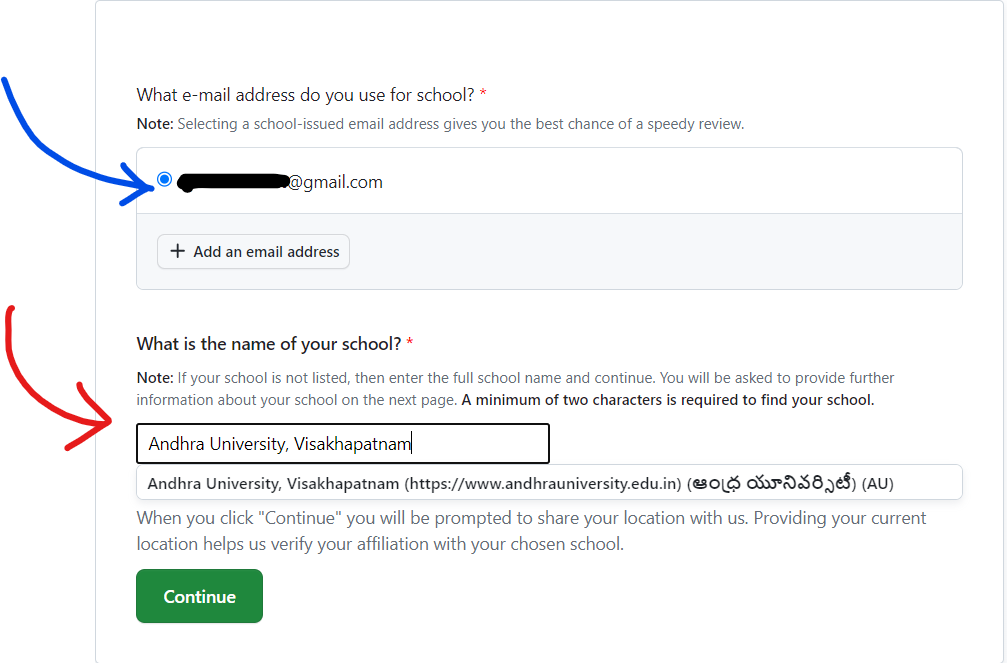 What e-mail address do you use for school? *
Note: Selecting a school-issued email address gives you the best chance of a speedy review.
@gmail.com
+ Add an email address
What is the name of your school? *
Note: If your school is not listed, then enter the full school name and continue. You will be asked to provide further
information about your school on the next page. A minimum of two characters is required to find your school.
Andhra University, Visakhapatnam
Andhra University, Visakhapatnam (https://www.andhrauniversity.edu.in) (ఆంధ్ర యూనివర్సిటీ) (AU)
When you click "Continue" you will be prompted to share your location with us. Providing your current
location helps us verify your affiliation with your chosen school.
Continue